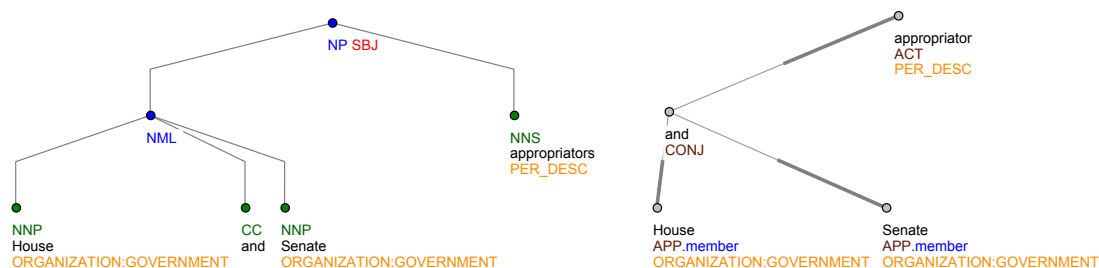 NP SBJ
NML
NNS
appropriators
PER_DESC
NNP
House
ORGANIZATION:GOVERNMENT
CC
and
NNP
Senate
ORGANIZATION:GOVERNMENT
appropriator
ACT
PER_DESC
and
CONJ
House
APP.member
ORGANIZATION:GOVERNMENT
Senate
APP.member
ORGANIZATION:GOVERNMENT